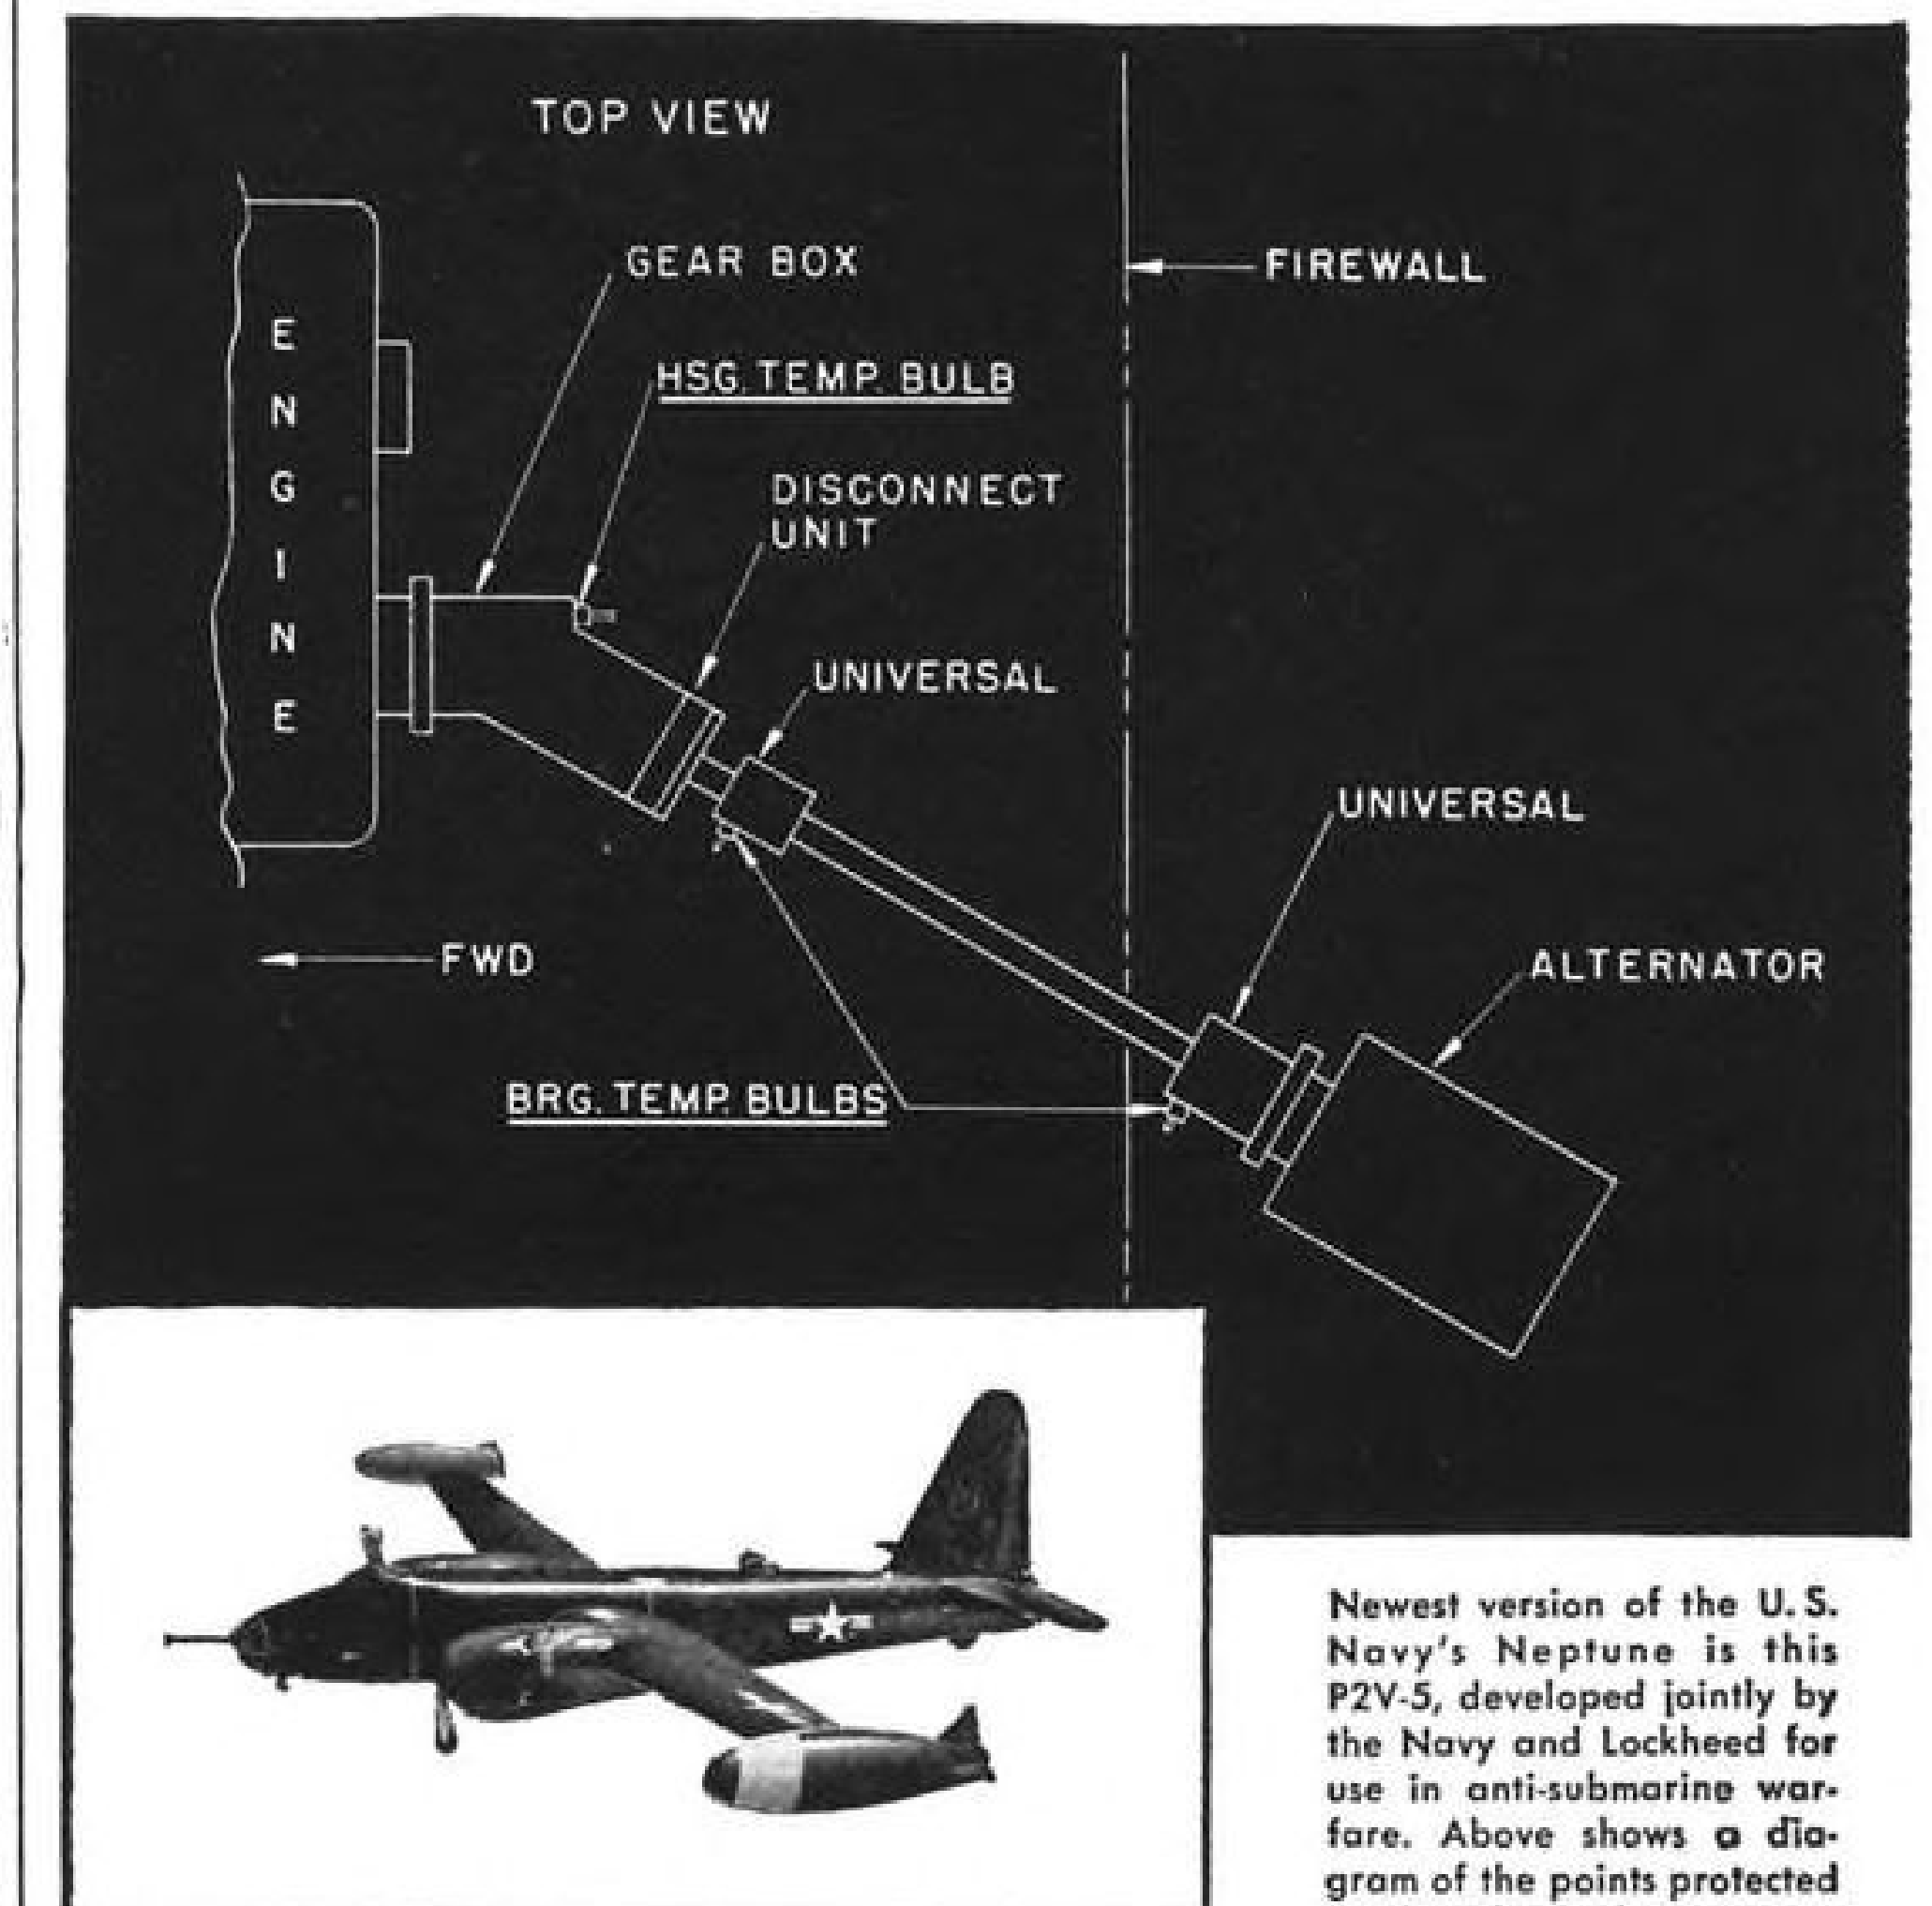 TOP VIEW
GEAR BOX
FIREWALL
HSG. TEMP. BULB
DISCONNECT
UNIT
ENGINE
UNIVERSAL
UNIVERSAL
FWD
ALTERNATOR
BRG. TEMP. BULBS
Newest version of the U. S.
Navy's Neptune is this
P2V-5, developed jointly by
the Navy and Lockheed for
use in anti-submarine war-
fare. Above shows a dia-
gram of the points protected